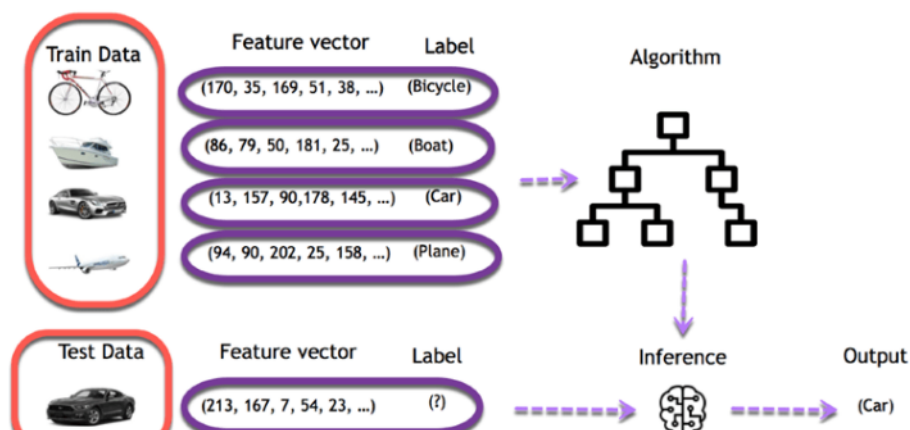 Train Data
Feature vector
Label
Algorithm
(170, 35, 169, 51, 38, ...)
(Bicycle)
(86, 79, 50, 181, 25, ...)
(Boat)
(13, 157, 90,178, 145, ...)
(Car)
(94, 90, 202, 25, 158, ...)
(Plane)
Test Data
Feature vector
Label
Inference
Output
(213, 167, 7, 54, 23, ...)
(?)
(Car)